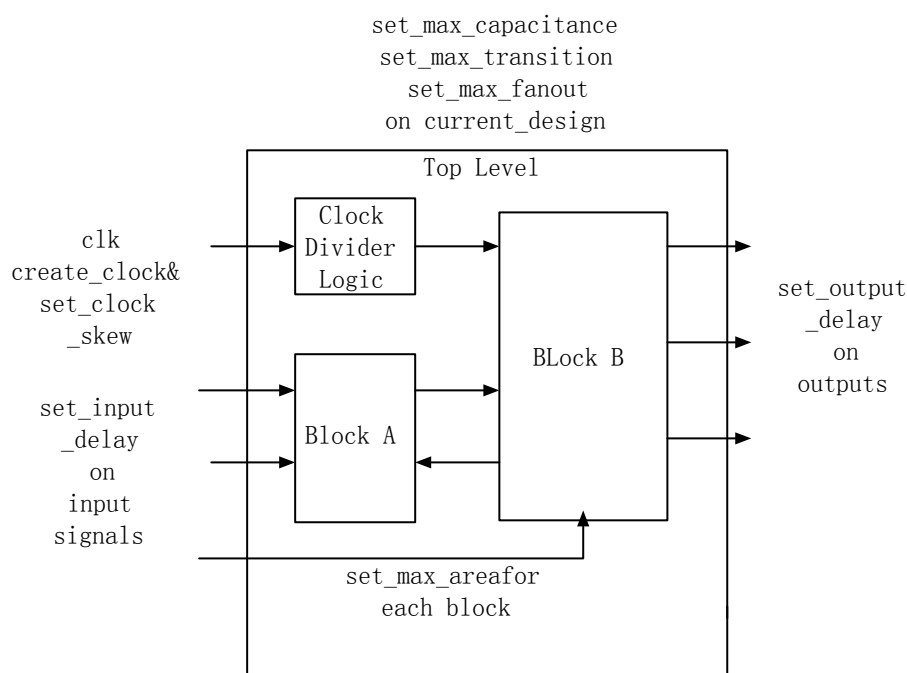 set_max_capacitance
set_max_transition
set_max_fanout
on current_design
Top Level
clk
create_clock&
set_clock
_skew
Clock
Divider
Logic
BLock B
set_output
_delay
on
outputs
set_input
_delay
on
input
signals
Block A
set_max_areafor
each block